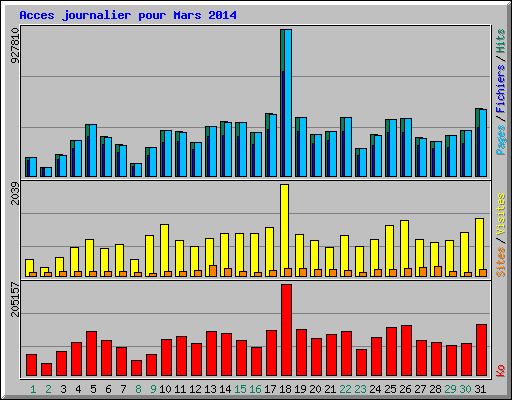 Acces journalier pour Mars 2014
927810
Pages / Fichiers / Hits
2039
Sites / Visites
205157
Ko
1 2 3 4 5 6 7 8 9 10 11 12 13 14 15 16 17 18 19 20 21 22 23 24 25 26 27 28 29 30 31